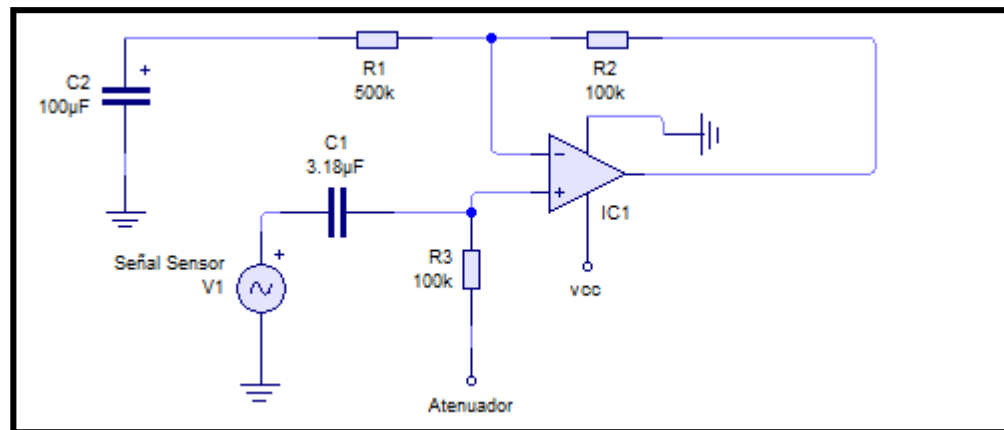 R1
500k
R2
100k
C2
100µF
C1
3.18µF
IC1
Señal Sensor
V1
R3
100k
vcc
Atenuador